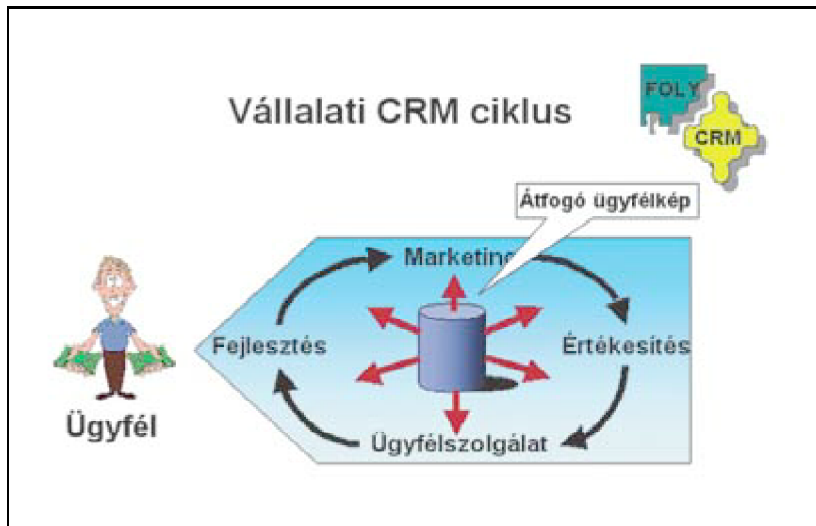 Vállalati CRM ciklus
FOLY
CRM
Átfogó ügyfélkép
Marketing
Fejlesztés
Értékesítés
Ügyfélszolgálat
Ügyfél